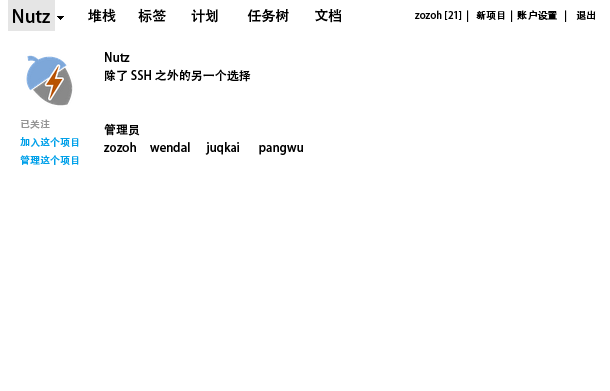 Nutz 堆栈 标签 计划 任务树 文档 zozoh [21] | 新项目 | 账户设置 | 退出
Nutz
除了 SSH 之外的另一个选择
已关注
加入这个项目
管理这个项目
管理员
zozoh wendal juqkai pangwu